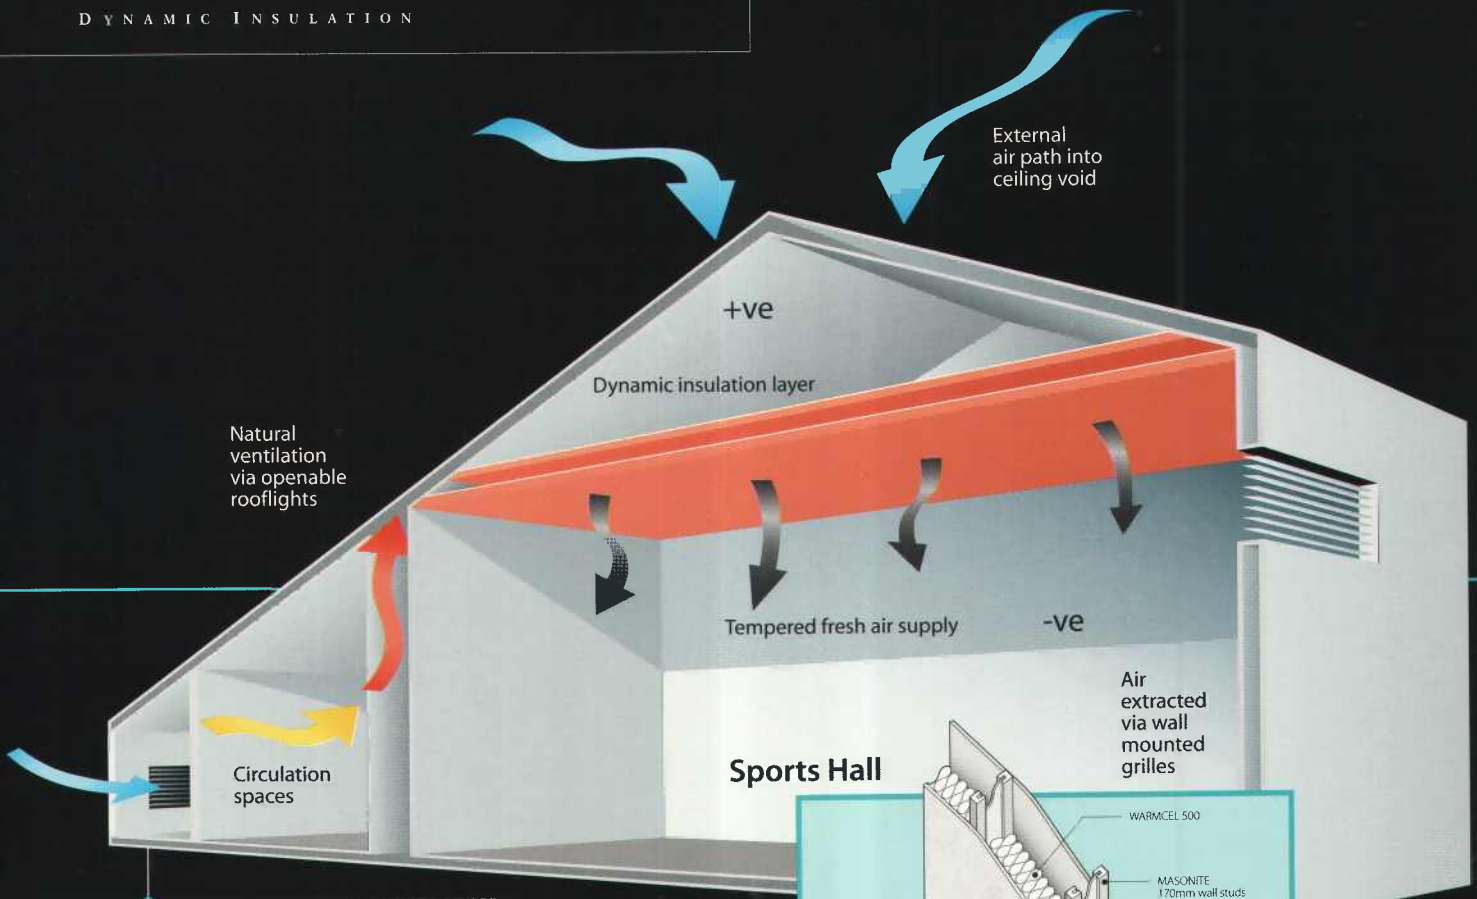 DYNAMIC INSULATION
External
air path into
ceiling void
+ve
Dynamic insulation layer
Natural
ventilation
via openable
rooflights
Tempered fresh air supply
-ve
Air
extracted
via wall
mounted
grilles
Sports Hall
Circulation
spaces
WARMCEL 500
MASONITE
170mm wall studs